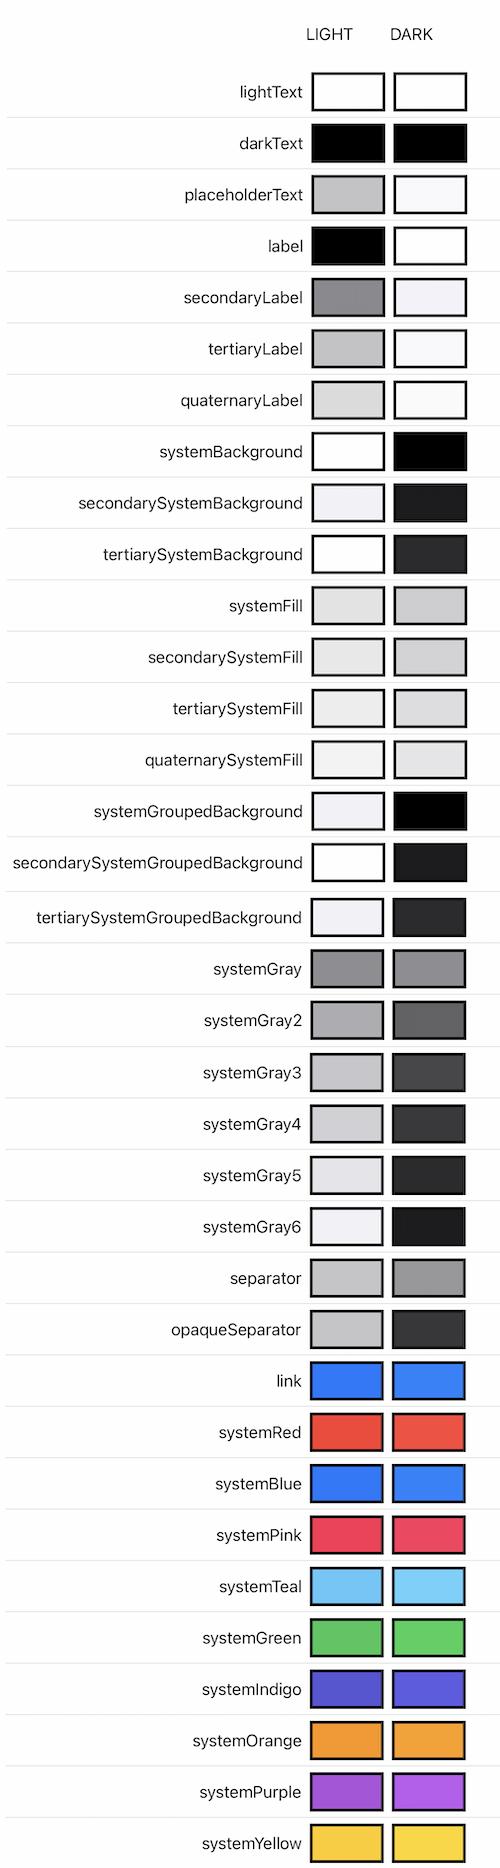 LIGHT DARK
lightText
darkText
placeholderText
label
secondaryLabel
tertiaryLabel
quaternaryLabel
systemBackground
secondarySystemBackground
tertiarySystemBackground
systemFill
secondarySystemFill
tertiarySystemFill
quaternarySystemFill
systemGroupedBackground
secondarySystemGroupedBackground
tertiarySystemGroupedBackground
systemGray
systemGray2
systemGray3
systemGray4
systemGray5
systemGray6
separator
opaqueSeparator
link
systemRed
systemBlue
systemPink
systemTeal
systemGreen
systemIndigo
systemOrange
systemPurple
systemYellow